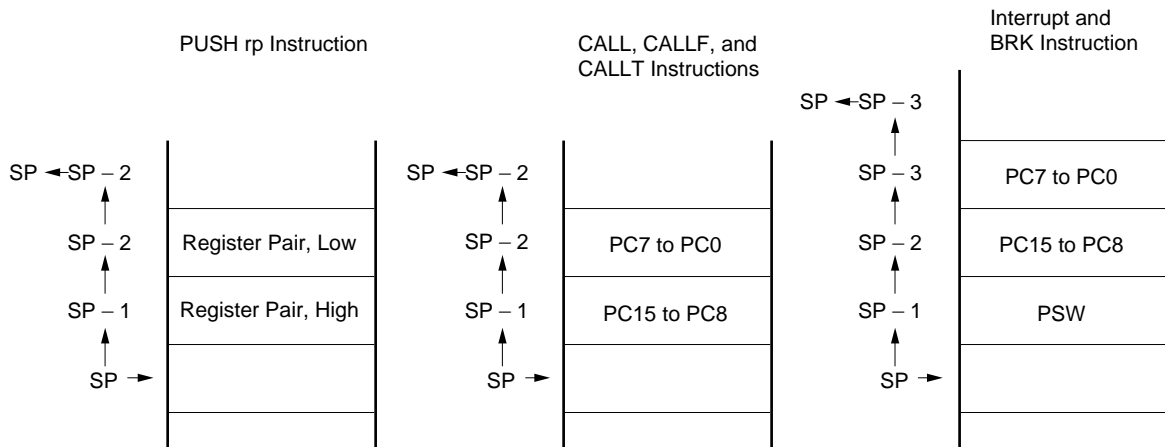 PUSH rp Instruction
SP
SP – 2
SP – 2
Register Pair, Low
SP – 1
Register Pair, High
SP
CALL, CALLF, and
CALLT Instructions
SP
SP – 2
SP – 2
PC7 to PC0
SP – 1
PC15 to PC8
SP
Interrupt and
BRK Instruction
SP
SP – 3
SP – 3
PC7 to PC0
SP – 2
PC15 to PC8
SP – 1
PSW
SP